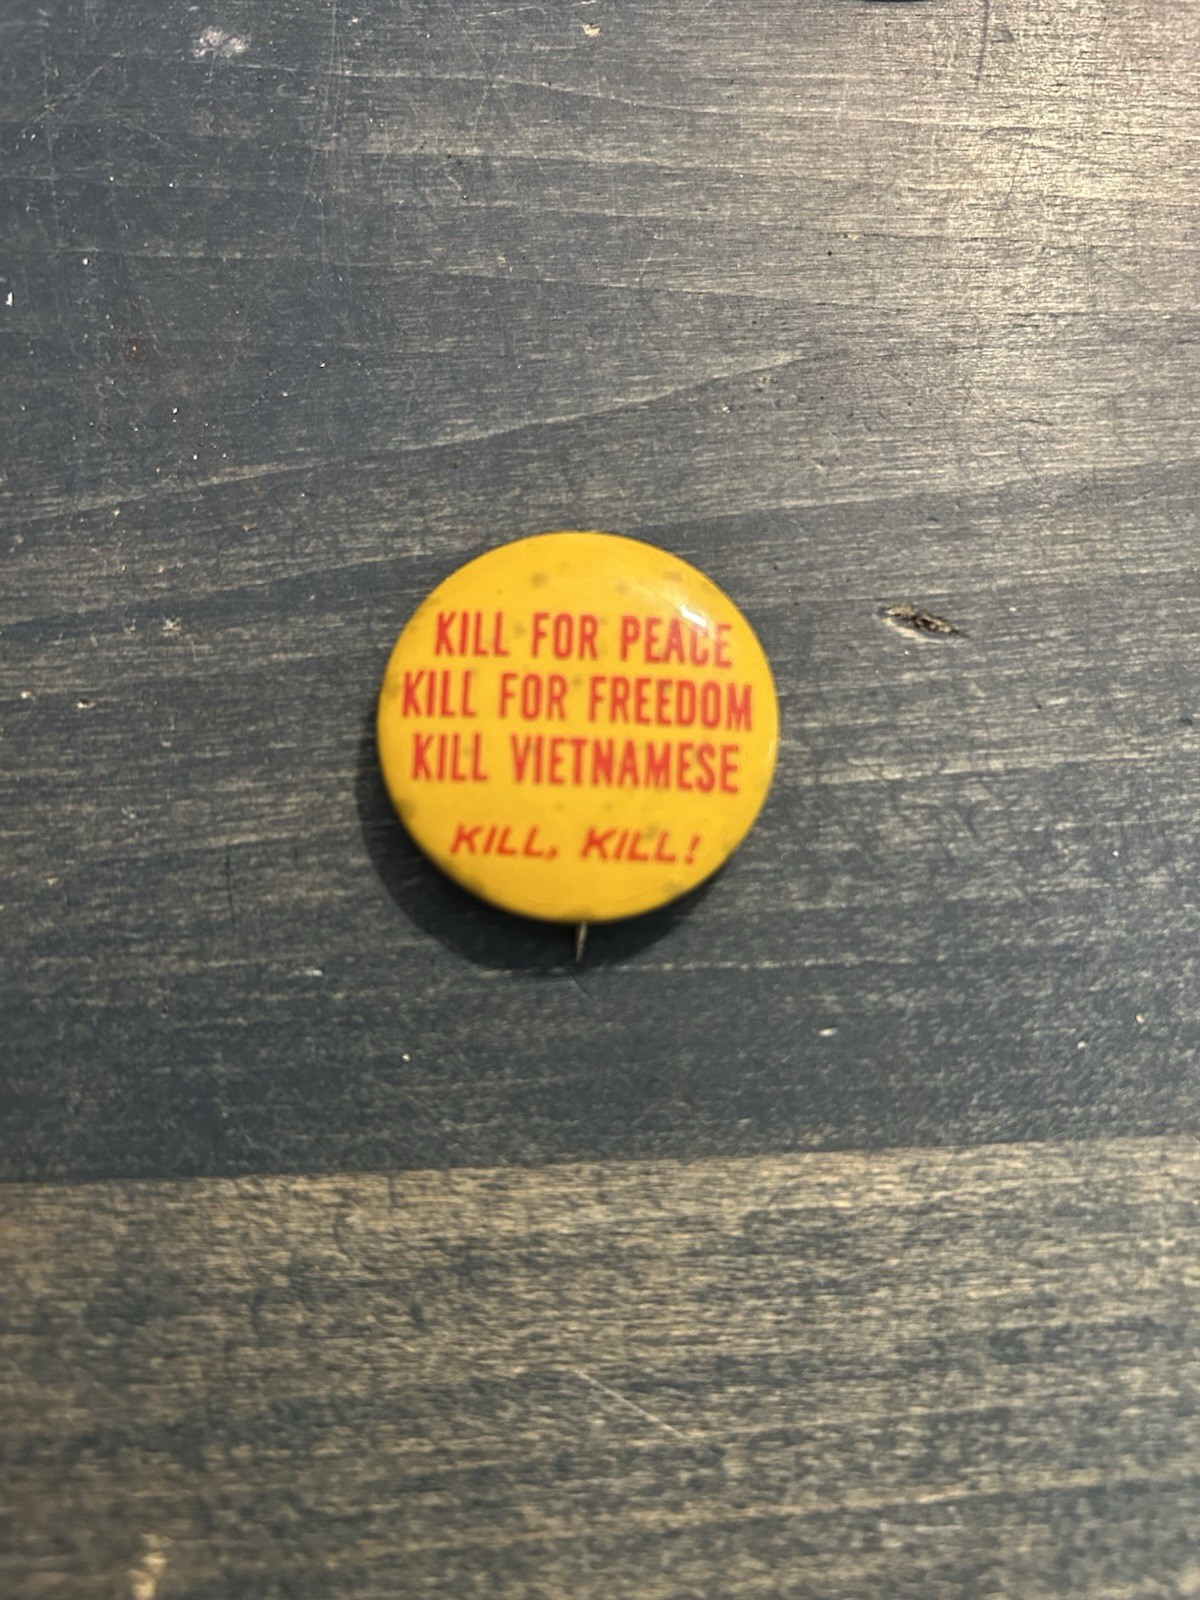 KILL FOR PEACE
KILL FOR FREEDOM
KILL VIETNAMESE
KILL, KILL!